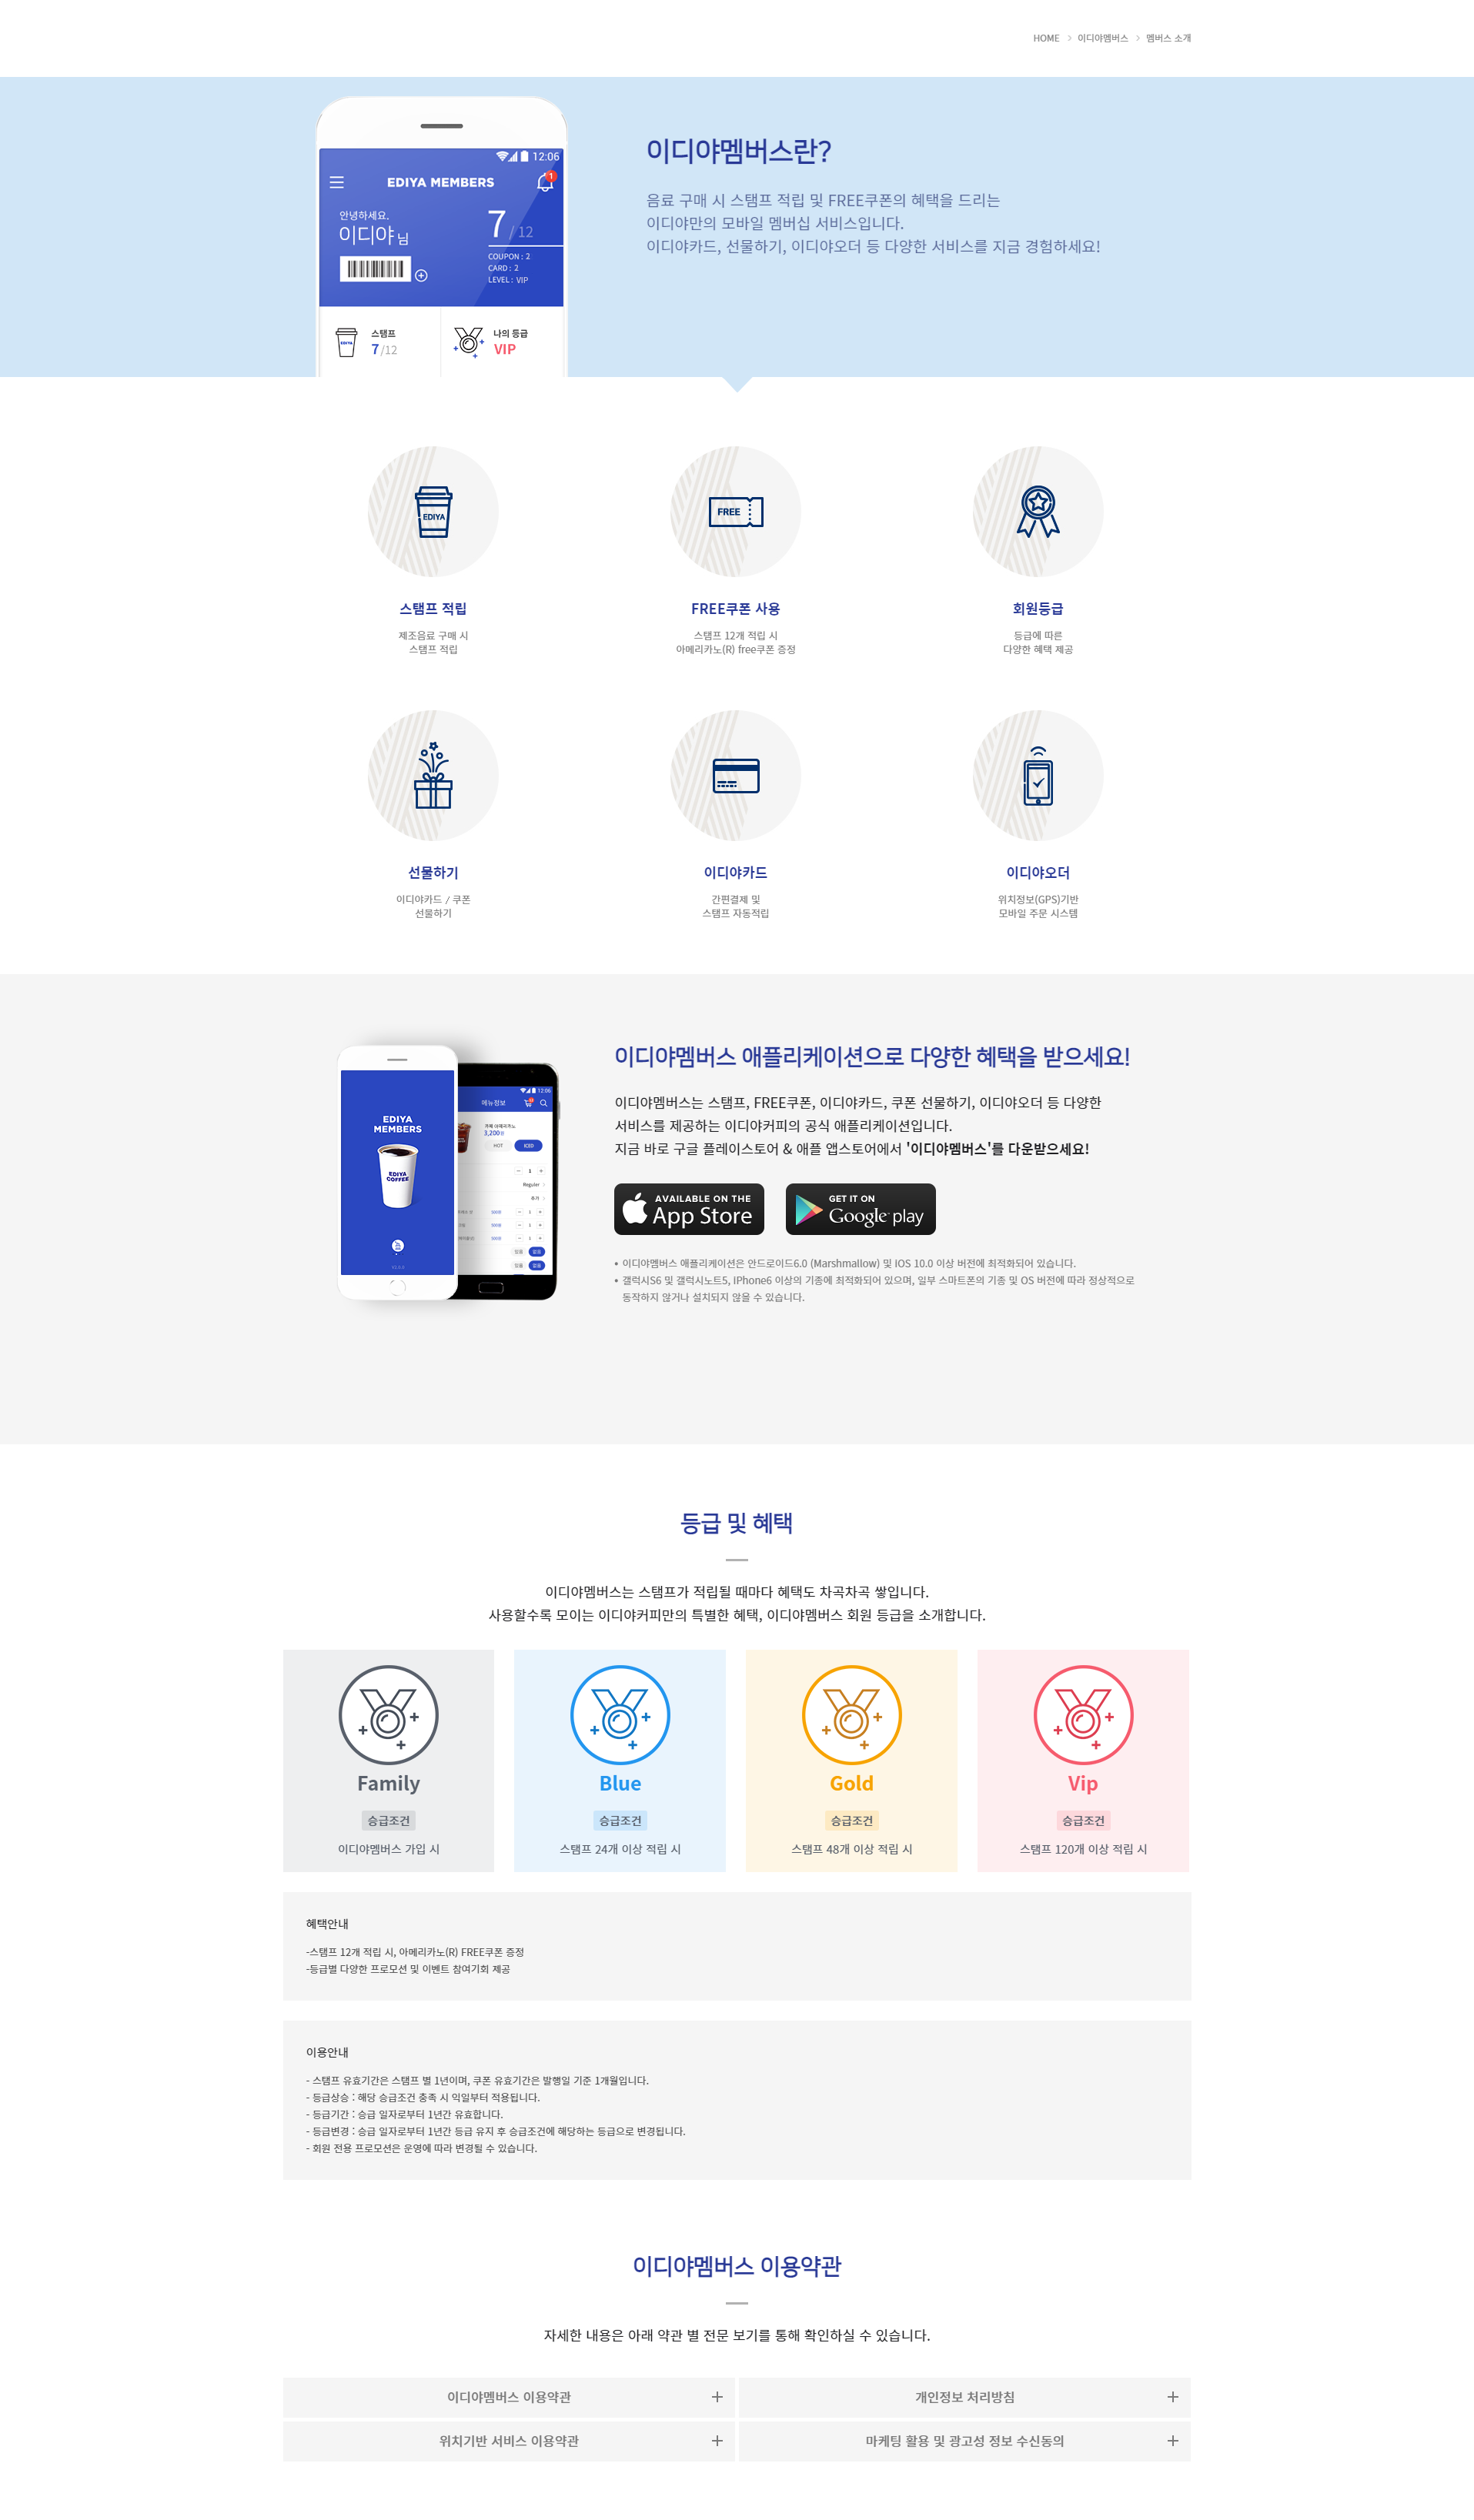 HOME > 이디야멤버스 > 멤버스 소개
12:06
EDIYA MEMBERS
1
안녕하세요.
이디야 님
7 / 12
COUPON : 2
CARD : 2
LEVEL : VIP
스탬프
7/12
나의 등급
VIP
EDIYA
이디야멤버스란?
음료 구매 시 스탬프 적립 및 FREE쿠폰의 혜택을 드리는
이디야만의 모바일 멤버십 서비스입니다.
이디야카드, 선물하기, 이디야오더 등 다양한 서비스를 지금 경험하세요!
EDIYA
FREE
스탬프 적립
FREE쿠폰 사용
회원등급
제조음료 구매 시
스탬프 적립
스탬프 12개 적립 시
아메리카노(R) free쿠폰 증정
등급에 따른
다양한 혜택 제공
선물하기
이디야카드
이디야오더
이디야카드 / 쿠폰
선물하기
간편결제 및
스탬프 자동적립
위치정보(GPS)기반
모바일 주문 시스템
EDIYA
MEMBERS
EDIYA
COFFEE
12:06
메뉴정보
카페 아메리카노
3,200원
HOT
ICED
1
Regular
추가
이디야멤버스 애플리케이션으로 다양한 혜택을 받으세요!
이디야멤버스는 스탬프, FREE쿠폰, 이디야카드, 쿠폰 선물하기, 이디야오더 등 다양한
서비스를 제공하는 이디야커피의 공식 애플리케이션입니다.
지금 바로 구글 플레이스토어 & 애플 앱스토어에서 '이디야멤버스'를 다운받으세요!
AVAILABLE ON THE
App Store
GET IT ON
Google play
• 이디야멤버스 애플리케이션은 안드로이드6.0 (Marshmallow) 및 IOS 10.0 이상 버전에 최적화되어 있습니다.
• 갤럭시S6 및 갤럭시노트5, IPhone6 이상의 기종에 최적화되어 있으며, 일부 스마트폰의 기종 및 OS 버전에 따라 정상적으로
동작하지 않거나 설치되지 않을 수 있습니다.
등급 및 혜택
이디야멤버스는 스탬프가 적립될 때마다 혜택도 차곡차곡 쌓입니다.
사용할수록 모이는 이디야커피만의 특별한 혜택, 이디야멤버스 회원 등급을 소개합니다.
Family
승급조건
이디야멤버스 가입 시
Blue
승급조건
스탬프 24개 이상 적립 시
Gold
승급조건
스탬프 48개 이상 적립 시
Vip
승급조건
스탬프 120개 이상 적립 시
혜택안내
-스탬프 12개 적립 시, 아메리카노(R) FREE쿠폰 증정
-등급별 다양한 프로모션 및 이벤트 참여기회 제공
이용안내
- 스탬프 유효기간은 스탬프 별 1년이며, 쿠폰 유효기간은 발행일 기준 1개월입니다.
- 등급상승 : 해당 승급조건 충족 시 익일부터 적용됩니다.
- 등급기간 : 승급 일자로부터 1년간 유효합니다.
- 등급변경 : 승급 일자로부터 1년간 등급 유지 후 승급조건에 해당하는 등급으로 변경됩니다.
- 회원 전용 프로모션은 운영에 따라 변경될 수 있습니다.
이디야멤버스 이용약관
자세한 내용은 아래 약관 별 전문 보기를 통해 확인하실 수 있습니다.
이디야멤버스 이용약관 +
개인정보 처리방침 +
위치기반 서비스 이용약관 +
마케팅 활용 및 광고성 정보 수신동의 +